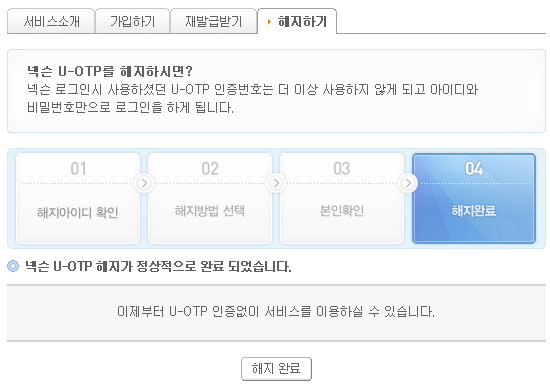 서비스소개
가입하기
재발급받기
해지하기
넥슨 U-OTP를 해지하시면?
넥슨 로그인시 사용하셨던 U-OTP 인증번호는 더 이상 사용하지 않게 되고 아이디와
비밀번호만으로 로그인을 하게 됩니다.
01
해지아이디 확인
02
해지방법 선택
03
본인확인
04
해지완료
넥슨 U-OTP 해지가 정상적으로 완료 되었습니다.
이제부터 U-OTP 인증없이 서비스를 이용하실 수 있습니다.
해지 완료